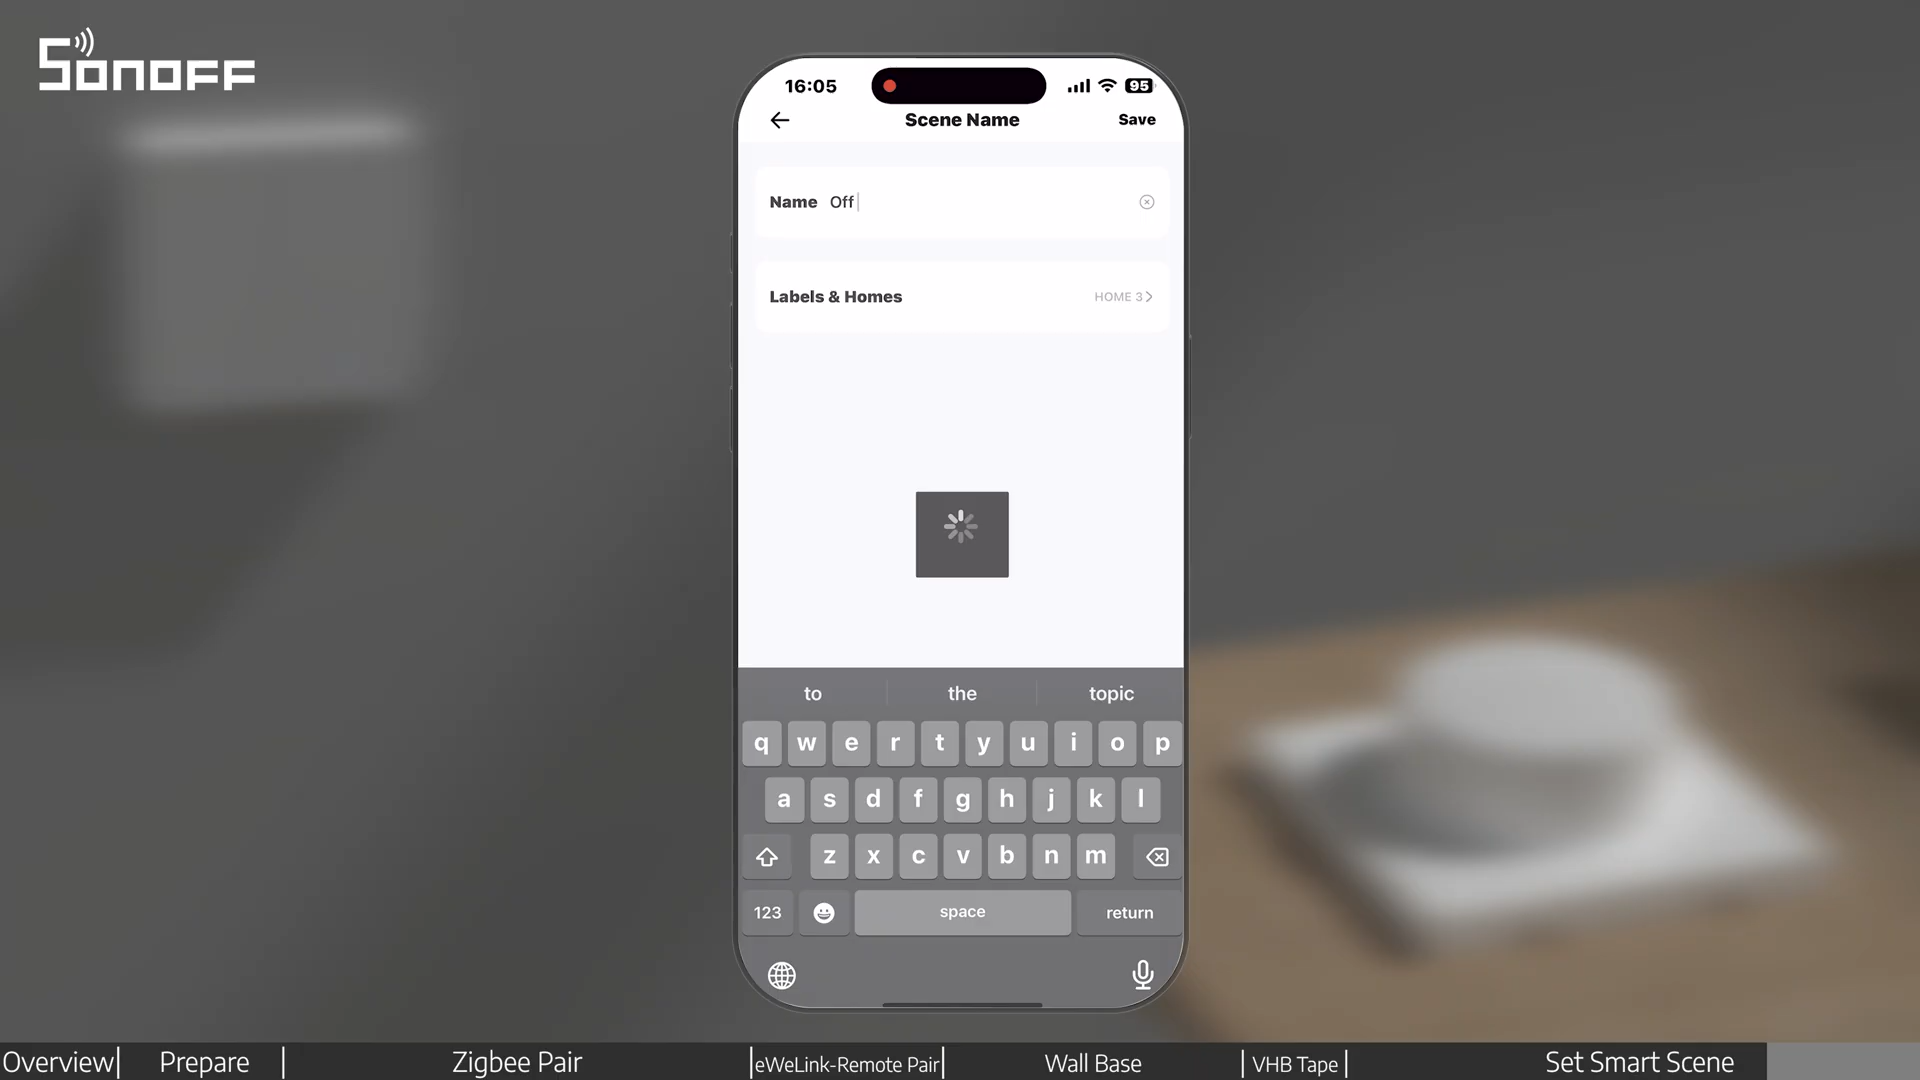 SONOFF
16:05
95
Scene Name
Save
Name Off
Labels & Homes
HOME 3
to the topic
q w e r t y u i o p
a s d f g h j k l
z x c v b n m
123 space return
Overview| Prepare | Zigbee Pair |eWeLink-Remote Pair| Wall Base | VHB Tape | Set Smart Scene